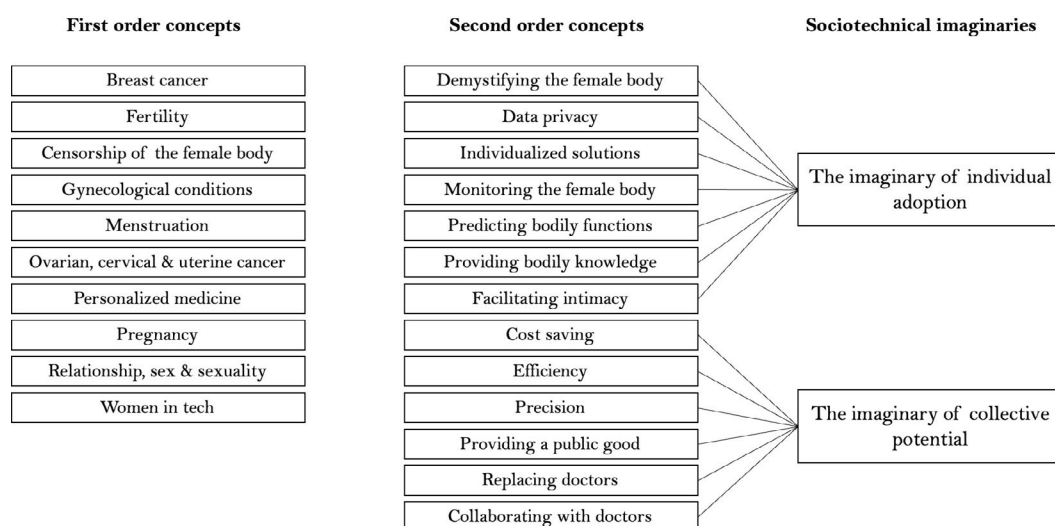 First order concepts
Second order concepts
Sociotechnical imaginaries
Breast cancer
Fertility
Censorship of the female body
Gynecological conditions
Menstruation
Ovarian, cervical & uterine cancer
Personalized medicine
Pregnancy
Relationship, sex & sexuality
Women in tech
Demystifying the female body
Data privacy
Individualized solutions
Monitoring the female body
Predicting bodily functions
Providing bodily knowledge
Facilitating intimacy
Cost saving
Efficiency
Precision
Providing a public good
Replacing doctors
Collaborating with doctors
The imaginary of individual
adoption
The imaginary of collective
potential